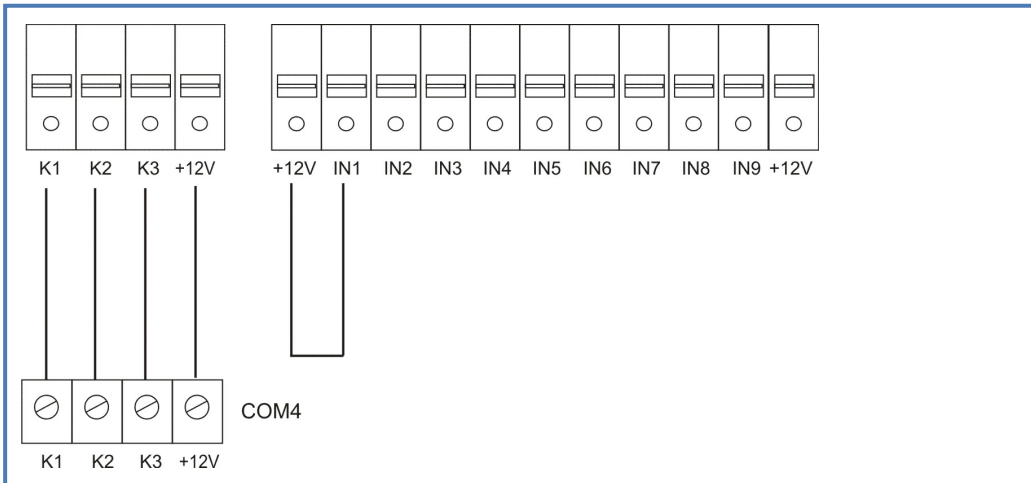 K1 K2 K3 +12V +12V IN1 IN2 IN3 IN4 IN5 IN6 IN7 IN8 IN9 +12V
COM4
K1 K2 K3 +12V